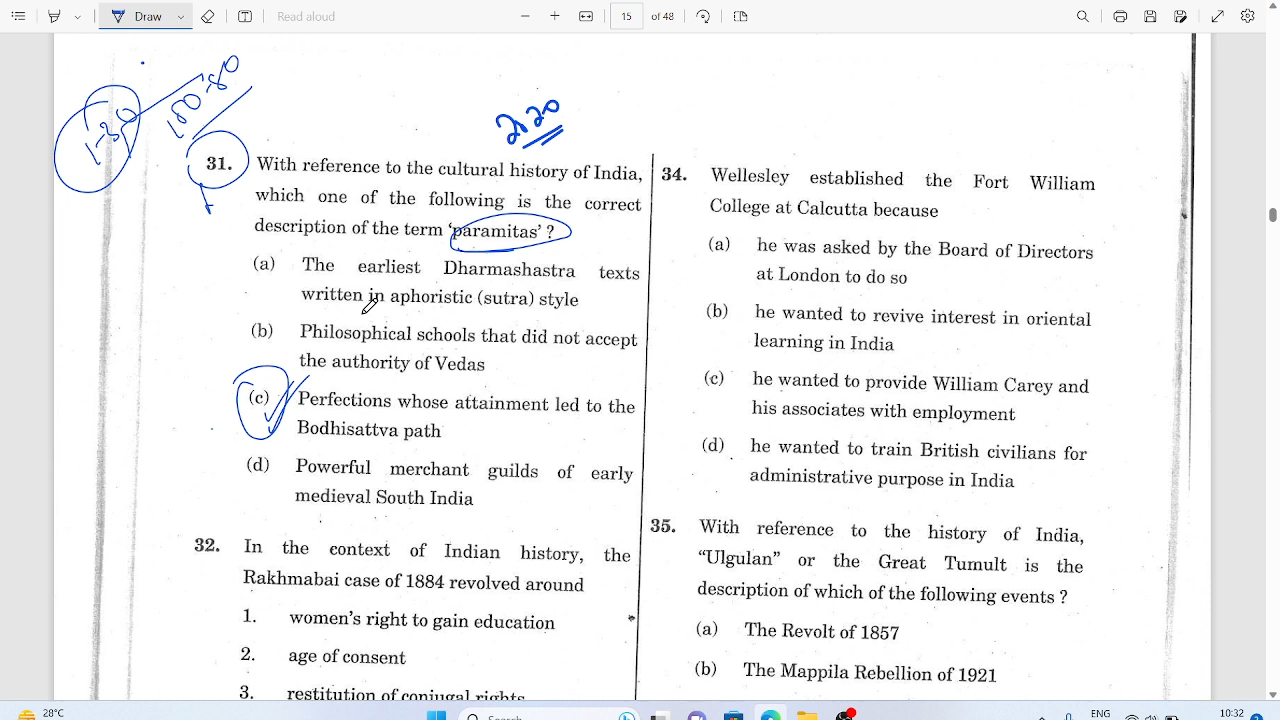 Draw
Read aloud
15
of 48
1-30
180-80
2020
31. With reference to the cultural history of India,
which one of the following is the correct
description of the term 'paramitas' ?
(a) The earliest Dharmashastra texts
written in aphoristic (sutra) style
(b) Philosophical schools that did not accept
the authority of Vedas
(c) Perfections whose attainment led to the
Bodhisattva path
(d) Powerful merchant guilds of early
medieval South India
32. In the context of Indian history, the
Rakhmabai case of 1884 revolved around
1. women's right to gain education
2. age of consent
3. restitution of conjugal rights
34. Wellesley established the Fort William
College at Calcutta because
(a) he was asked by the Board of Directors
at London to do so
(b) he wanted to revive interest in oriental
learning in India
(c) he wanted to provide William Carey and
his associates with employment
(d) he wanted to train British civilians for
administrative purpose in India
35. With reference to the history of India,
"Ulgulan" or the Great Tumult is the
description of which of the following events ?
(a) The Revolt of 1857
(b) The Mappila Rebellion of 1921
28°C
Search
ENG
10:32